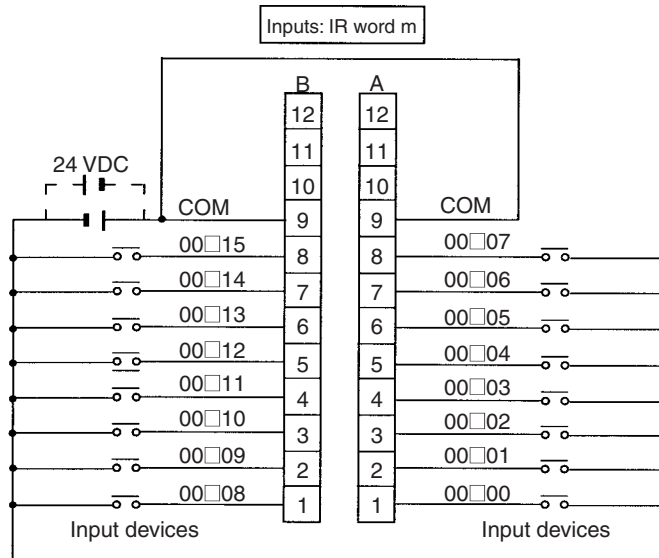 Inputs: IR word m
B A
12 12
11 11
24 VDC
10 10
COM 9 9 COM
00□15 8 8 00□07
00□14 7 7 00□06
00□13 6 6 00□05
00□12 5 5 00□04
00□11 4 4 00□03
00□10 3 3 00□02
00□09 2 2 00□01
00□08 1 1 00□00
Input devices Input devices